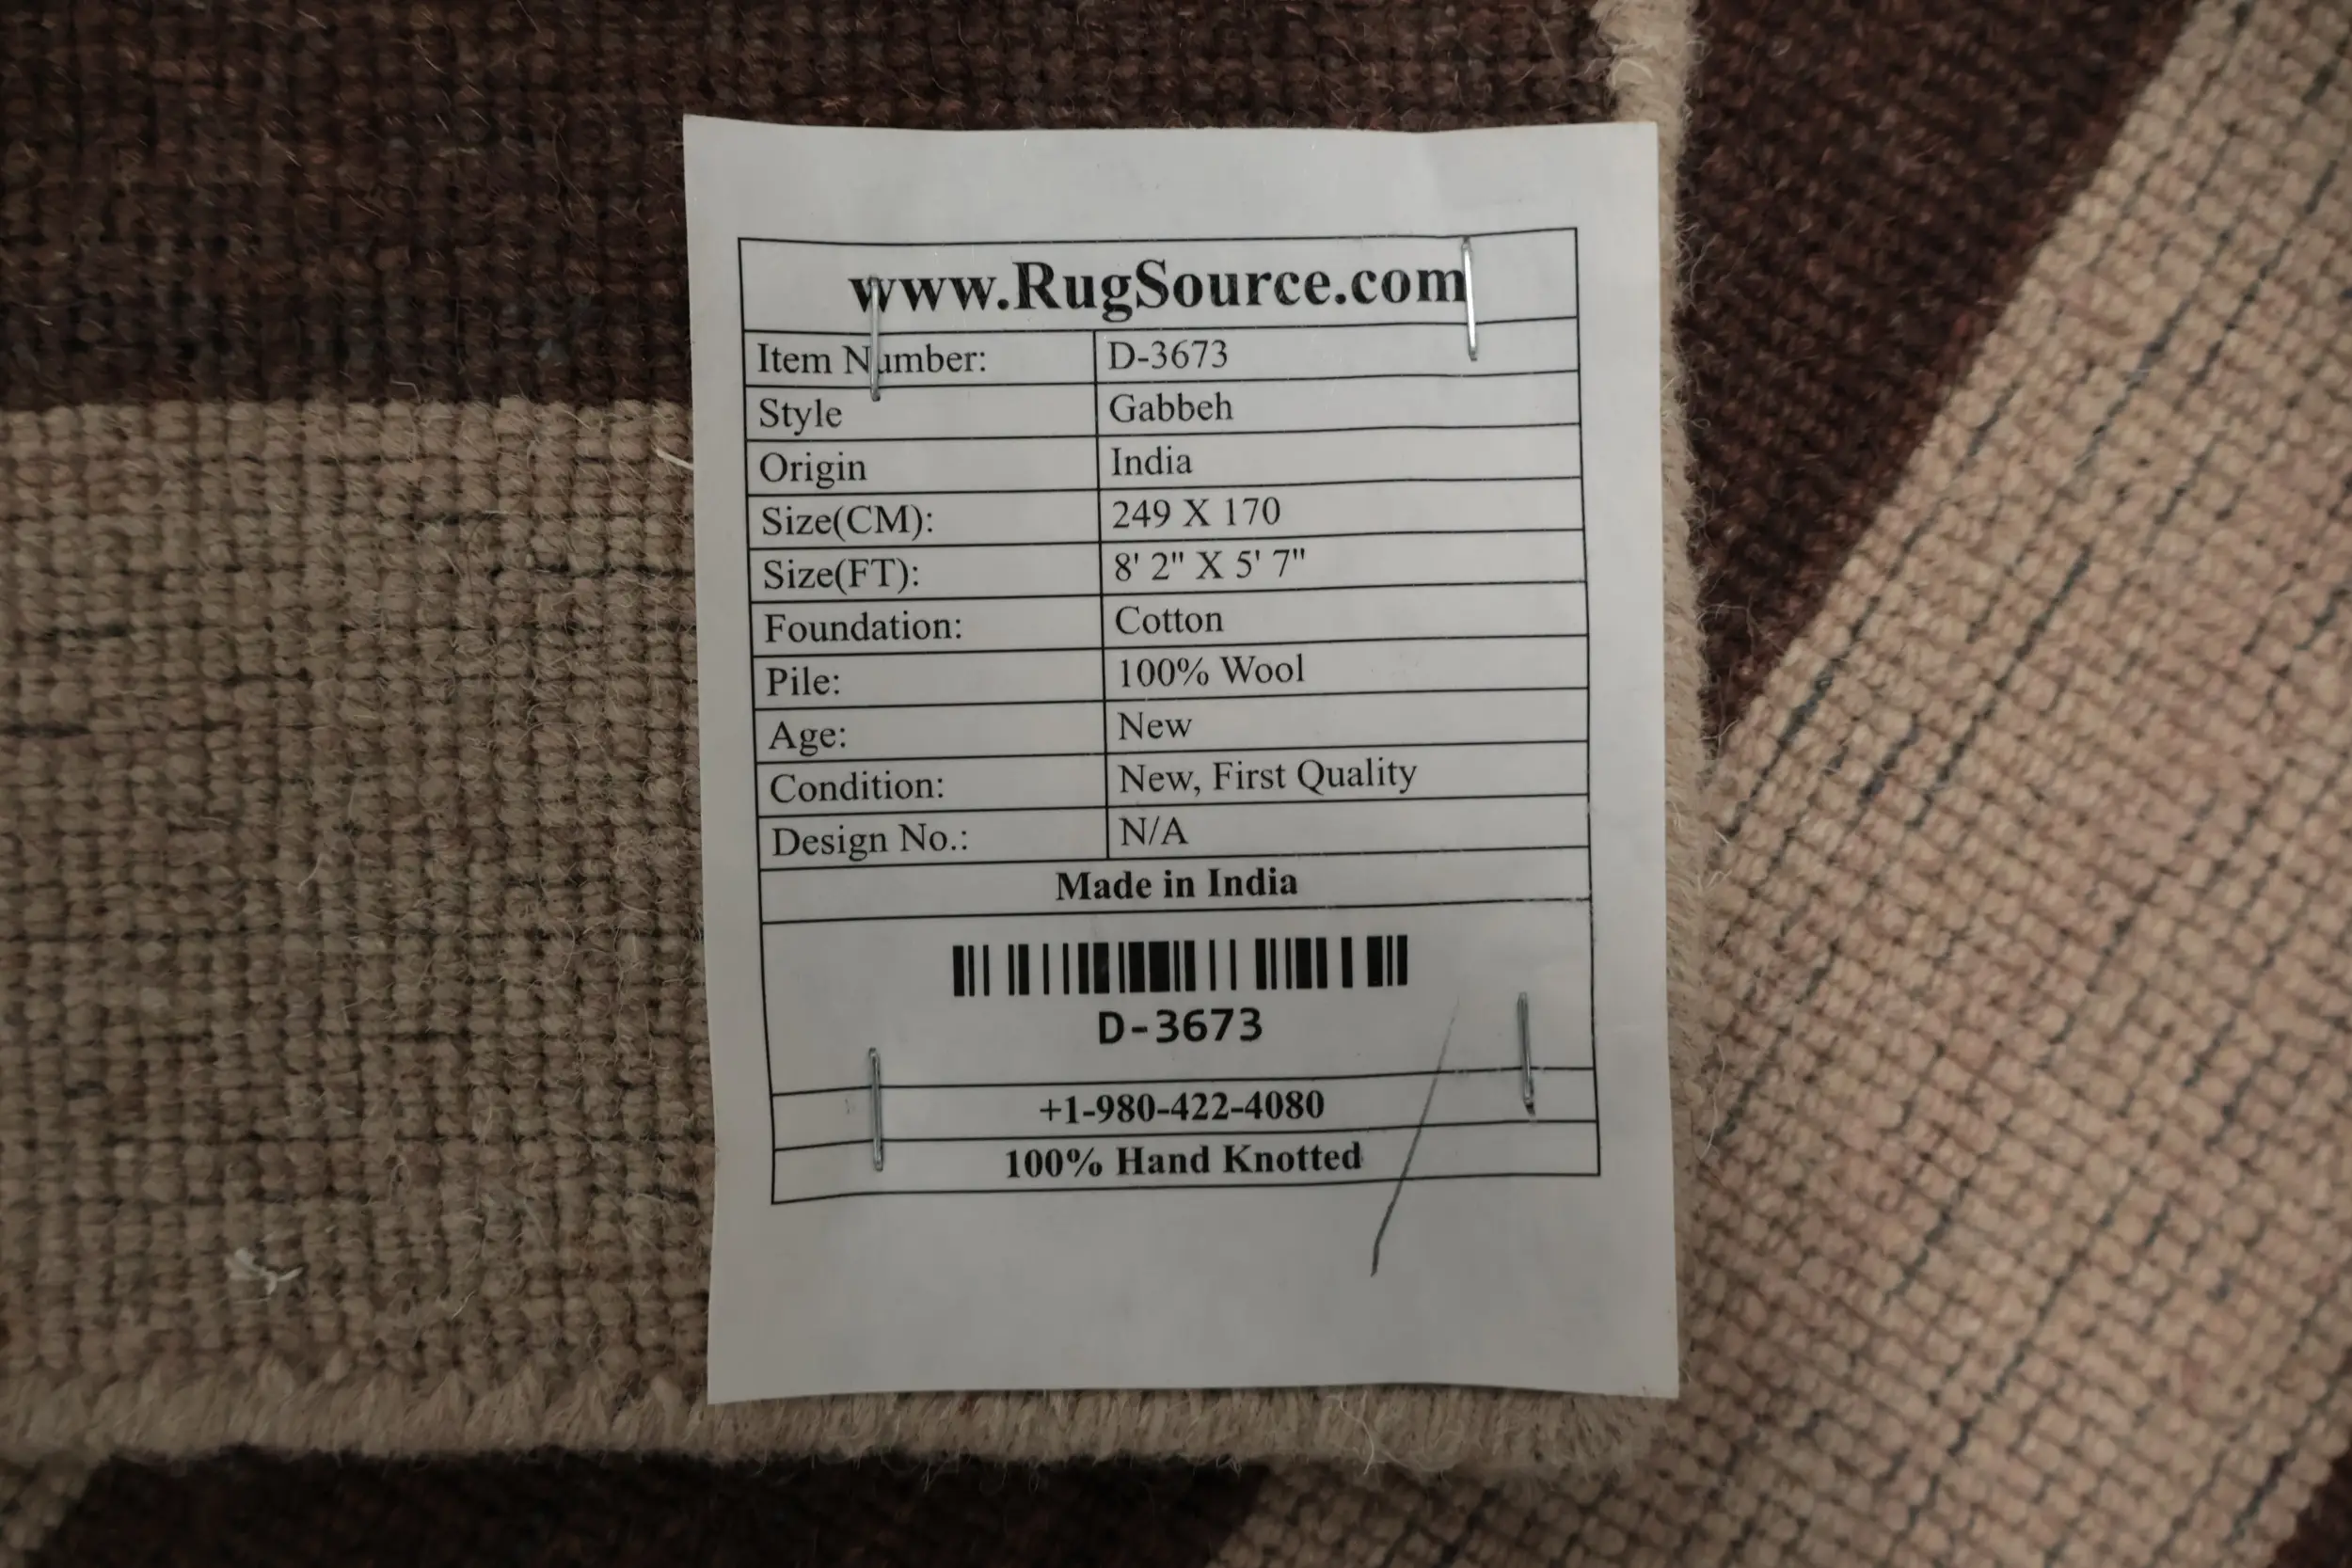 www.RugSource.com
Item Number: D-3673
Style Gabbeh
Origin India
Size(CM): 249 X 170
Size(FT): 8' 2" X 5' 7"
Foundation: Cotton
Pile: 100% Wool
Age: New
Condition: New, First Quality
Design No.: N/A
Made in India
D-3673
+1-980-422-4080
100% Hand Knotted